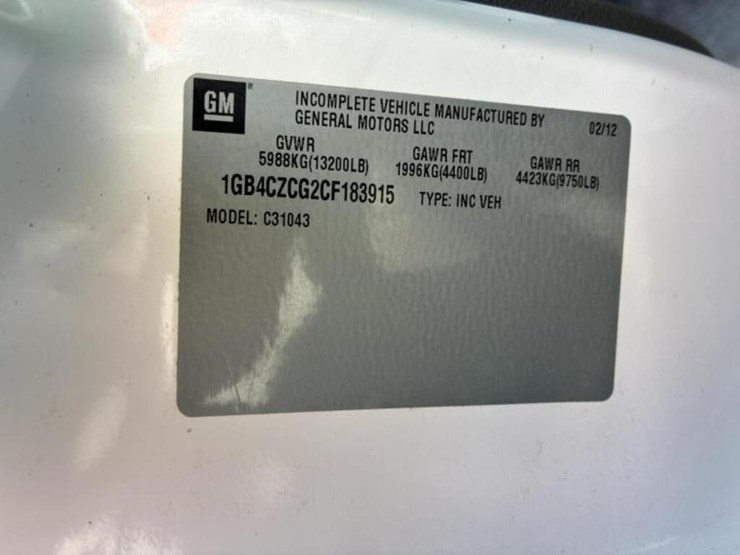 GM®
INCOMPLETE VEHICLE MANUFACTURED BY
GENERAL MOTORS LLC
02/12
GVWR
5988KG(13200LB)
GAWR FRT
1996KG(4400LB)
GAWR RR
4423KG(9750LB)
1GB4CZCG2CF183915
TYPE: INC VEH
MODEL: C31043